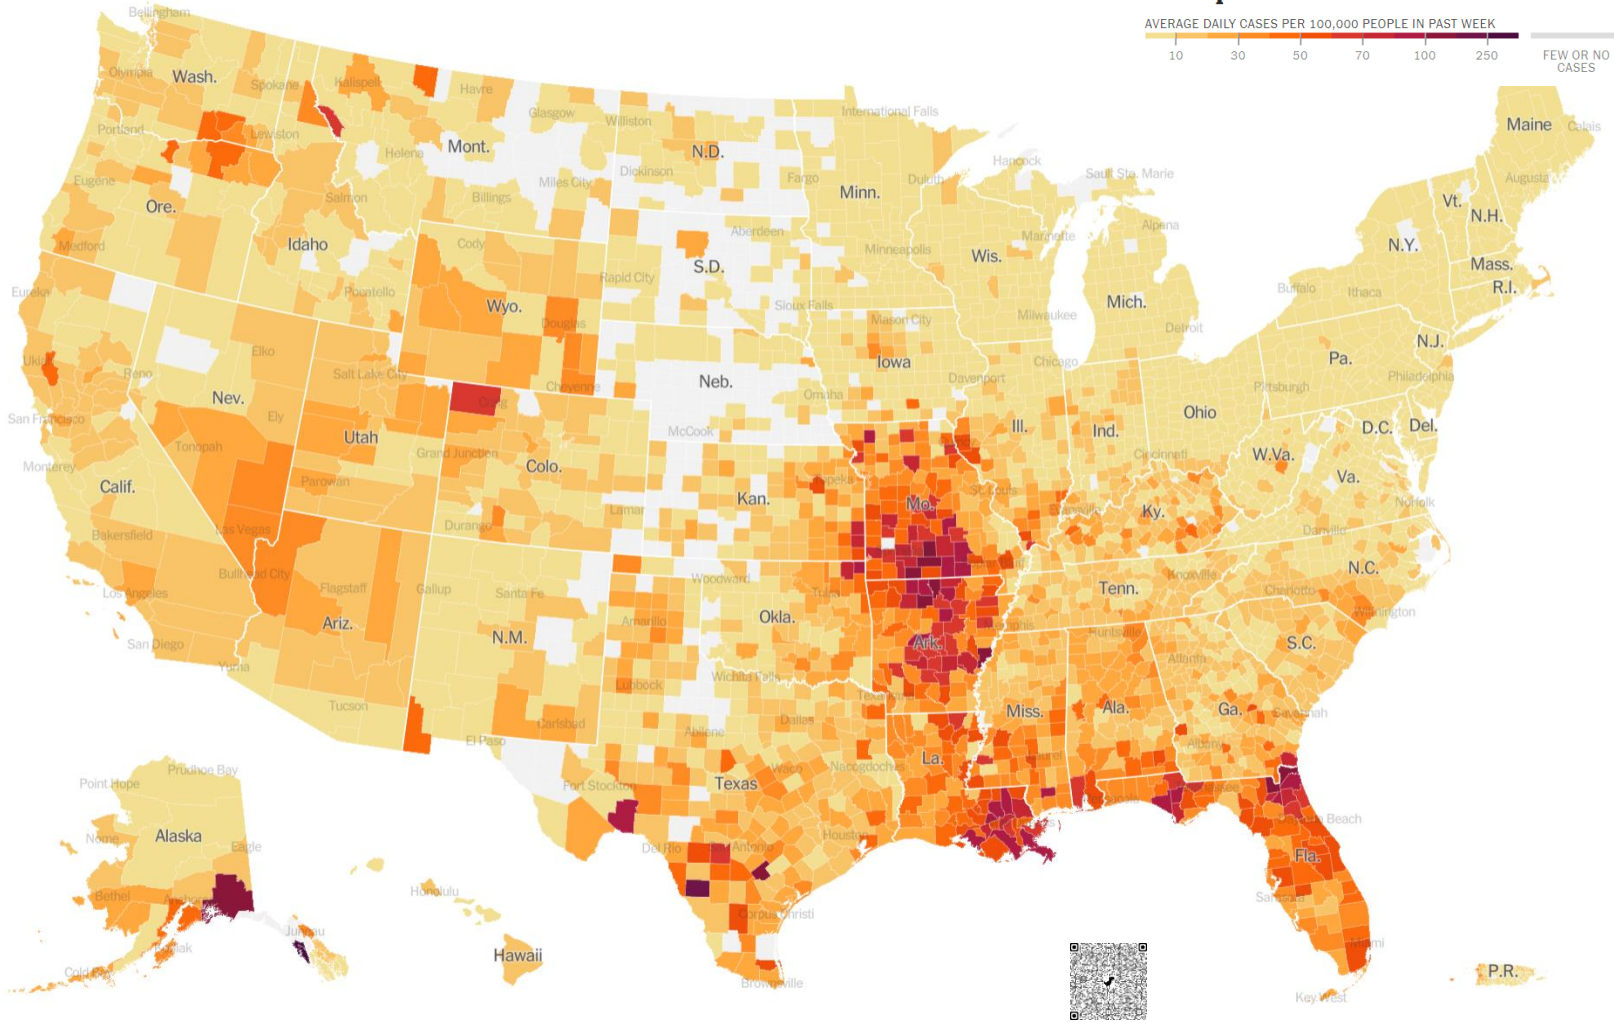 AVERAGE DAILY CASES PER 100,000 PEOPLE IN PAST WEEK
10 30 50 70 100 250 FEW OR NO
CASES
Bellingham
Olympia Wash. Spokane Kalispell Havre Glasgow Williston International Falls Maine Calais
Portland Lewiston Helena Mont. N.D. Dickinson Fargo Hancock Sault Ste. Marie
Eugene Ore. Salmon Billings Miles City Minn. Duluth Augusta Vt. N.H.
Medford Idaho Cody Aberdeen Minneapolis Marinette Alpena N.Y.
S.D. Rapid City Wis. Mass.
Eureka Pocatello Wyo. Douglas Sioux Falls Mason City Milwaukee Mich. Buffalo Ithaca R.I.
Detroit
Ukiah Reno Elko Salt Lake City Cheyenne Iowa Chicago Pa. N.J.
Nev. Neb. Omaha Davenport Pittsburgh Philadelphia
San Francisco Ely Craig McCook Ohio
Tonopah Utah Grand Junction Colo. Ill. Ind. Cincinnati W.Va. D.C. Del.
Monterey Calif. Parowan Kan. Topeka Mo. St. Louis Va.
Bakersfield Las Vegas Durango Lamar Evansville Ky. Danville Norfolk
Los Angeles Bullhead City Flagstaff Gallup Santa Fe Woodward Tulsa Tenn. Knoxville Charlotte N.C.
San Diego Ariz. N.M. Amarillo Okla. Ark. Memphis Huntsville S.C. Wilmington
Yuma Tucson Lubbock Wichita Falls Texarkana Atlanta
El Paso Carlsbad Abilene Dallas Miss. Ala. Ga. Savannah
Fort Stockton Texas Waco Nacogdoches La. Laurel Albany
Prudhoe Bay
Point Hope
Nome Alaska Eagle Del Rio San Antonio Houston Daytona Beach
Bethel Anchorage Honolulu Corpus Christi Fla. Sarasota
Juneau
Kodiak Hawaii Miami
Cold Bay Brownsville Key West P.R.